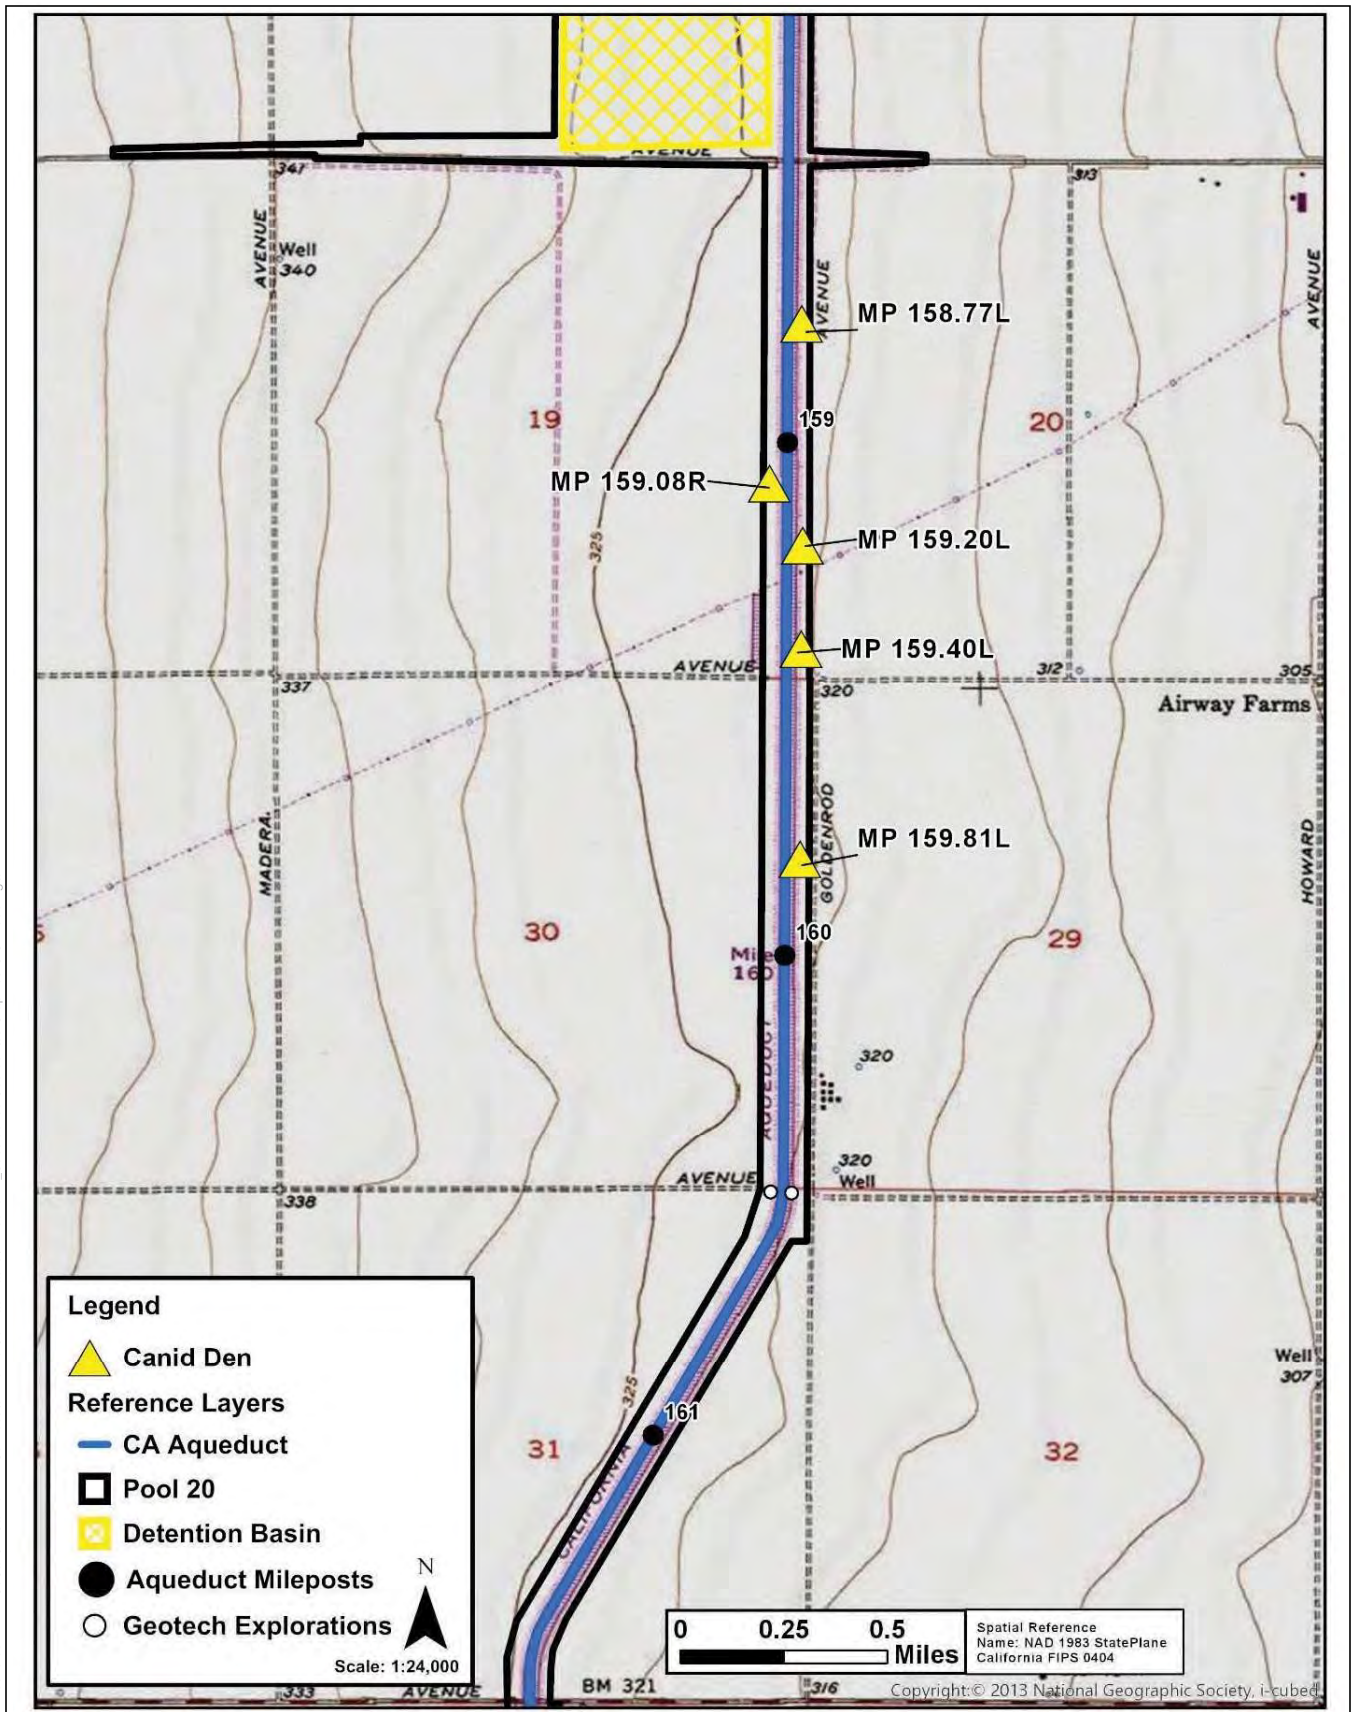 AVENUE
347
313
AVENUE
Well
340
AVENUE
AVENUE
MP 158.77L
19
159
20
MP 159.08R
325
MP 159.20L
MP 159.40L
AVENUE
312
305
337
320
Airway Farms
MADERA
GOLDENROD
HOWARD
MP 159.81L
30
160
Mile
160
29
AQUEDUCT
320
320
Well
AVENUE
338
Legend
Canid Den
Reference Layers
CA Aqueduct
Pool 20
Detention Basin
Aqueduct Mileposts
Geotech Explorations
N
Scale: 1:24,000
325
161
31
CALIFORNIA
32
Well
307
0 0.25 0.5
Miles
Spatial Reference
Name: NAD 1983 StatePlane
California FIPS 0404
333
AVENUE
BM 321
316
Copyright:© 2013 National Geographic Society, i-cubed